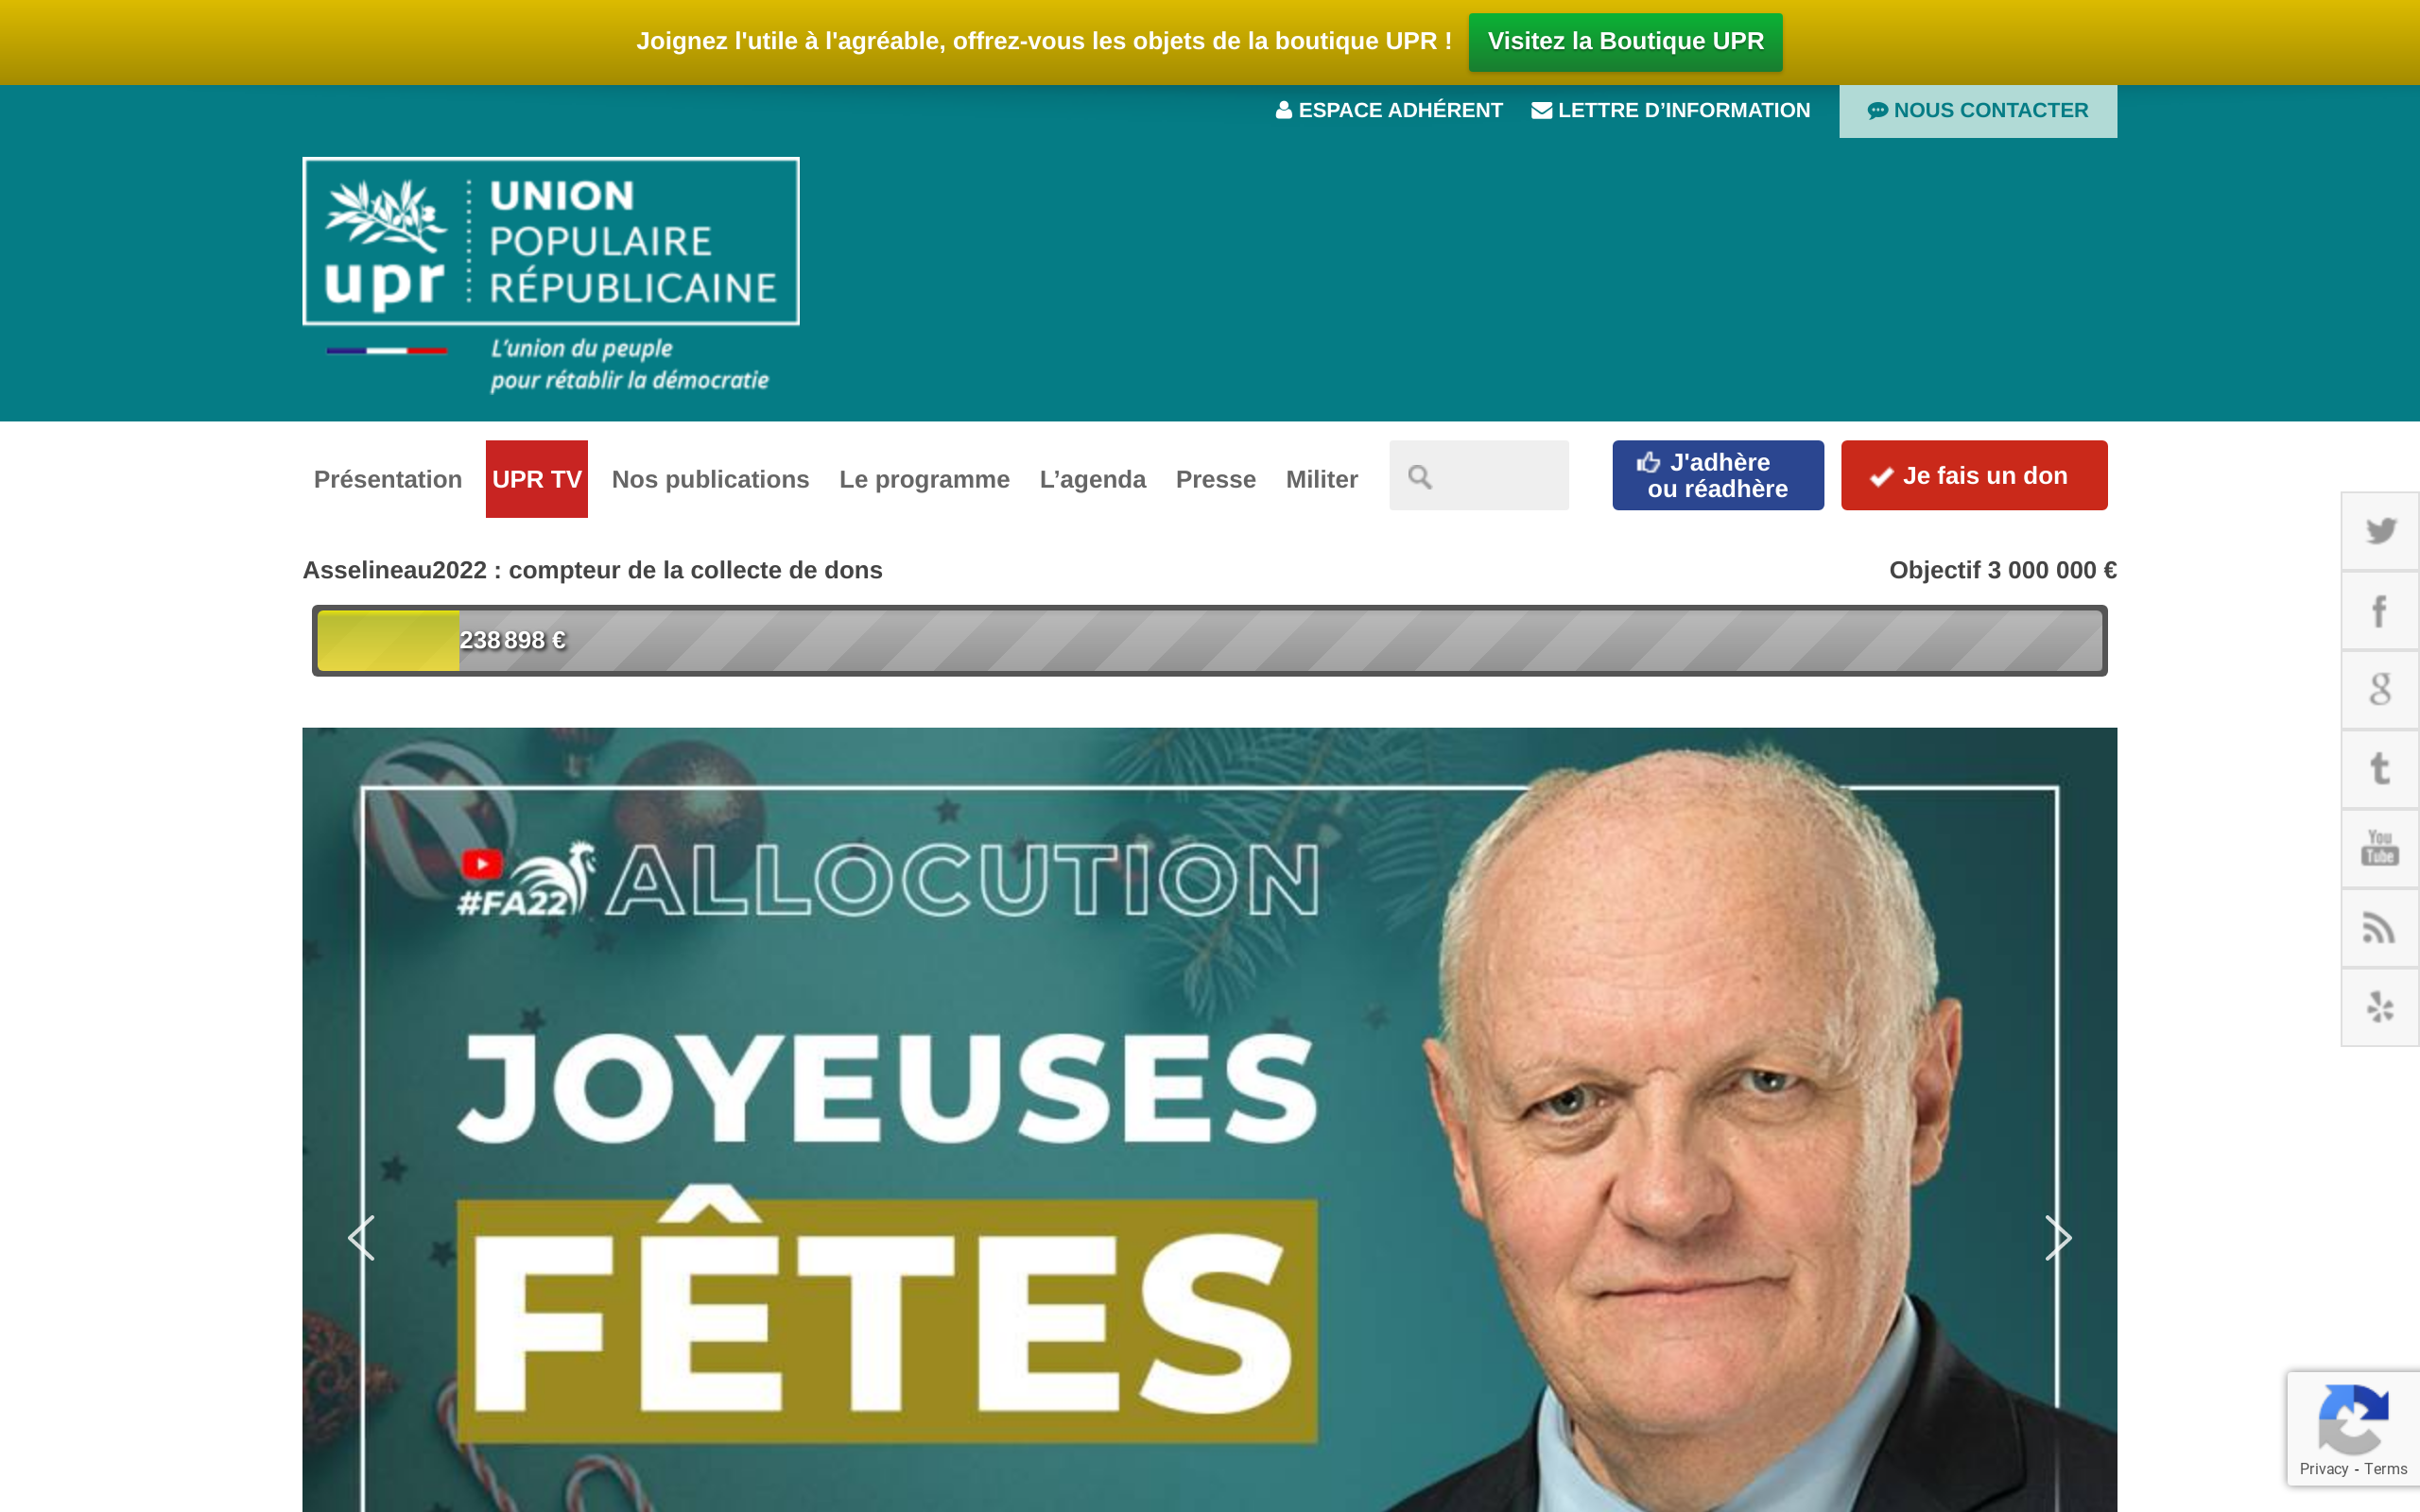 Joignez l'utile à l'agréable, offrez-vous les objets de la boutique UPR ! Visitez la Boutique UPR
ESPACE ADHÉRENT LETTRE D’INFORMATION NOUS CONTACTER
upr
UNION
POPULAIRE
RÉPUBLICAINE
L’union du peuple
pour rétablir la démocratie
Présentation UPR TV Nos publications Le programme L’agenda Presse Militer
J'adhère
ou réadhère
Je fais un don
Asselineau2022 : compteur de la collecte de dons Objectif 3 000 000 €
238 898 €
#FA22 ALLOCUTION
JOYEUSES
FÊTES
You
Tube
Privacy - Terms